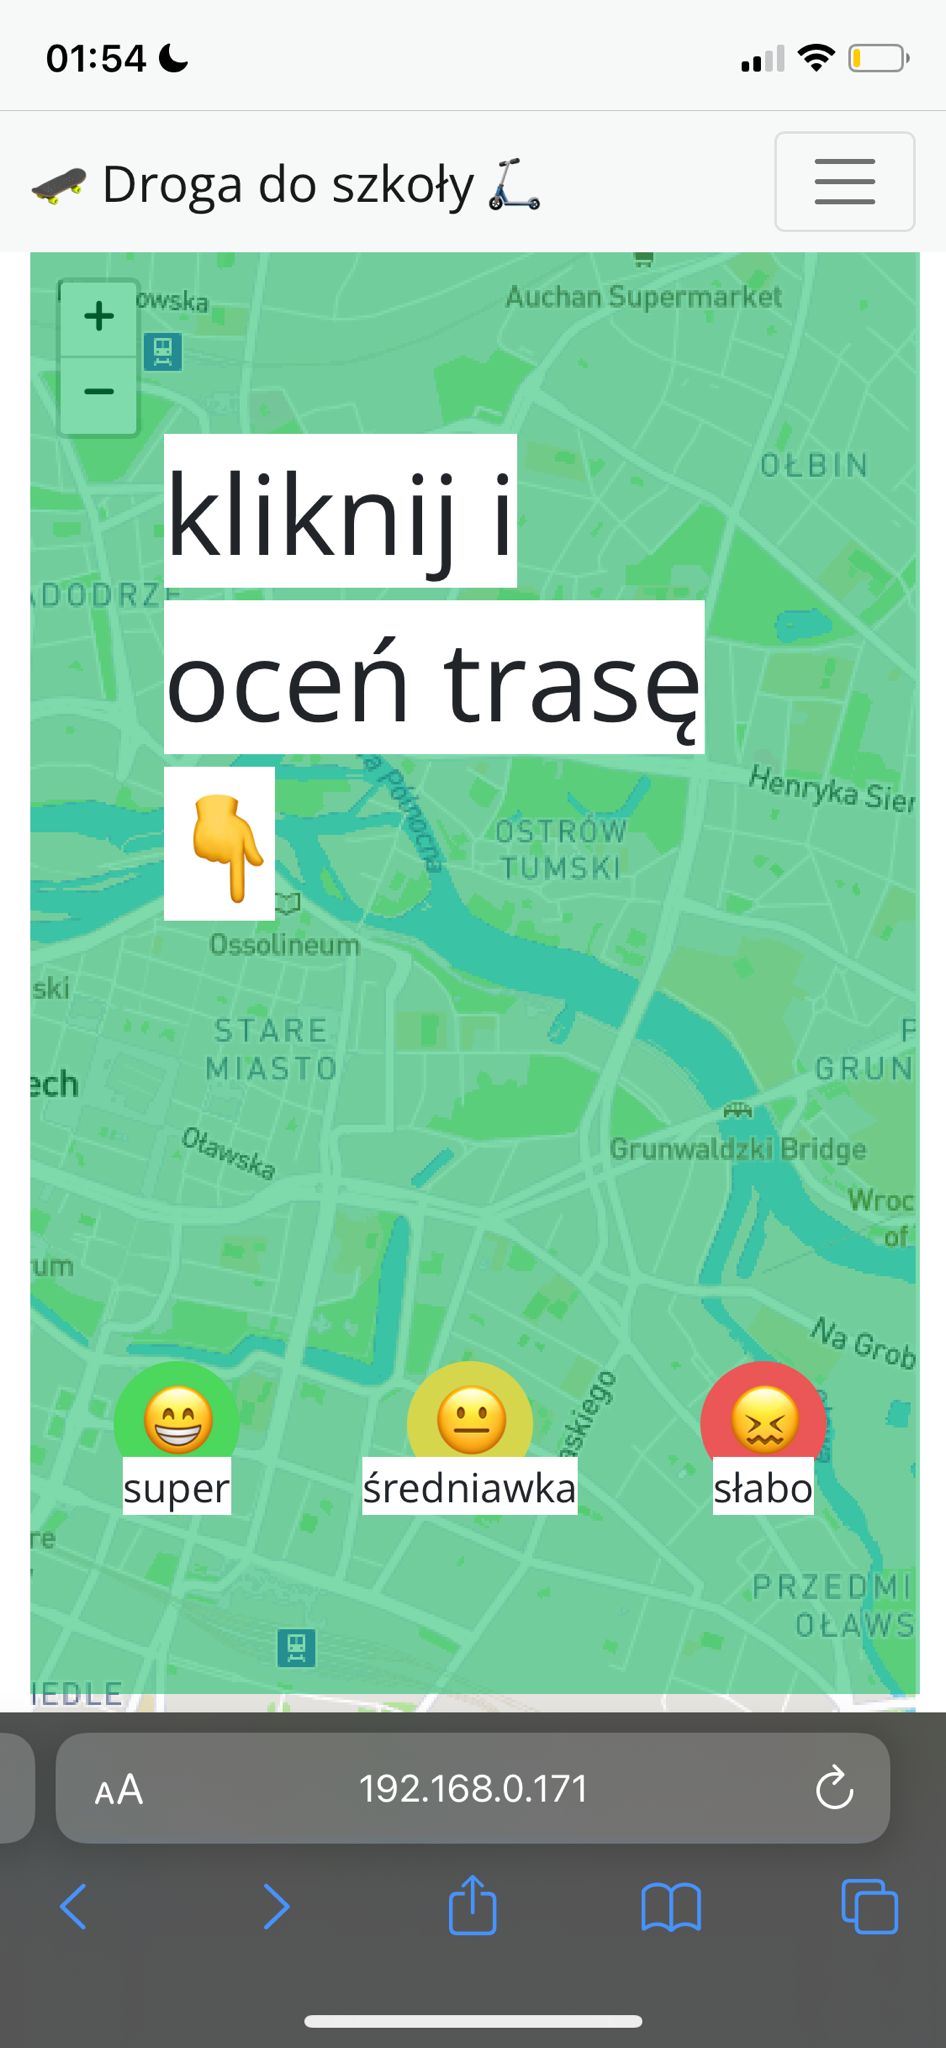 01:54
Droga do szkoły
owska
Auchan Supermarket
+
−
OŁBIN
kliknij i
ADODRZE
oceń trasę
Henryka Sier
a Północna
OSTRÓW
TUMSKI
Ossolineum
ski
STARE
MIASTO
P
GRUN
ech
Oławska
Grunwaldzki Bridge
Wroc
of
um
Na Grob
askiego
super
średniawka
słabo
re
PRZEDMI
OŁAWS
IEDLE
AA
192.168.0.171